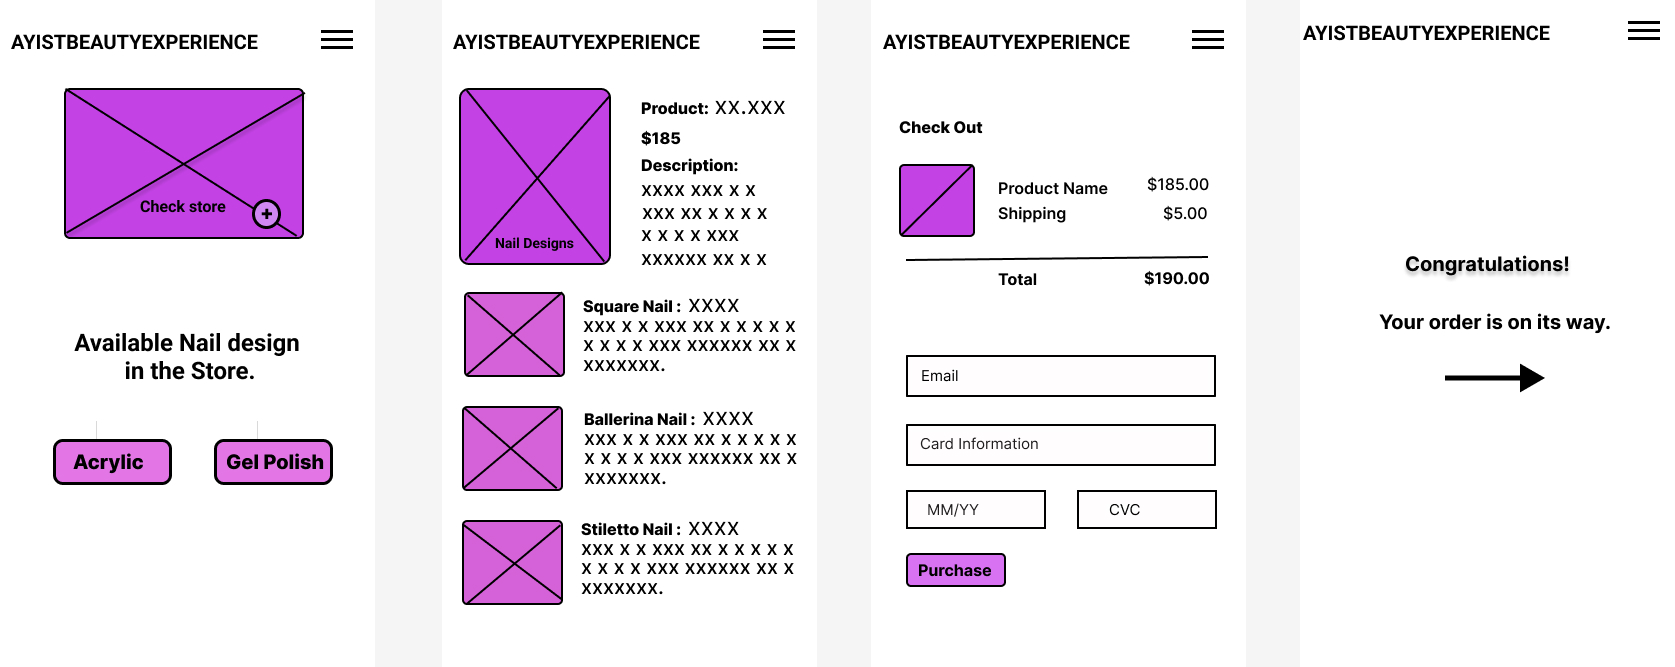 AYISTBEAUTYEXPERIENCE
Check store
+
Available Nail design
in the Store.
Acrylic
Gel Polish
AYISTBEAUTYEXPERIENCE
Nail Designs
Product: XX.XXX
$185
Description:
XXXX XXX X X
XXX XX X X X X
X X X X XXX
XXXXXX XX X X
Square Nail : XXXX
XXX X X XXX XX X X X X X
X X X X XXX XXXXXX XX X
XXXXXXX.
Ballerina Nail : XXXX
XXX X X XXX XX X X X X X
X X X X XXX XXXXXX XX X
XXXXXXX.
Stiletto Nail : XXXX
XXX X X XXX XX X X X X X
X X X X XXX XXXXXX XX X
XXXXXXX.
AYISTBEAUTYEXPERIENCE
Check Out
Product Name $185.00
Shipping $5.00
Total $190.00
Email
Card Information
MM/YY
CVC
Purchase
AYISTBEAUTYEXPERIENCE
Congratulations!
Your order is on its way.